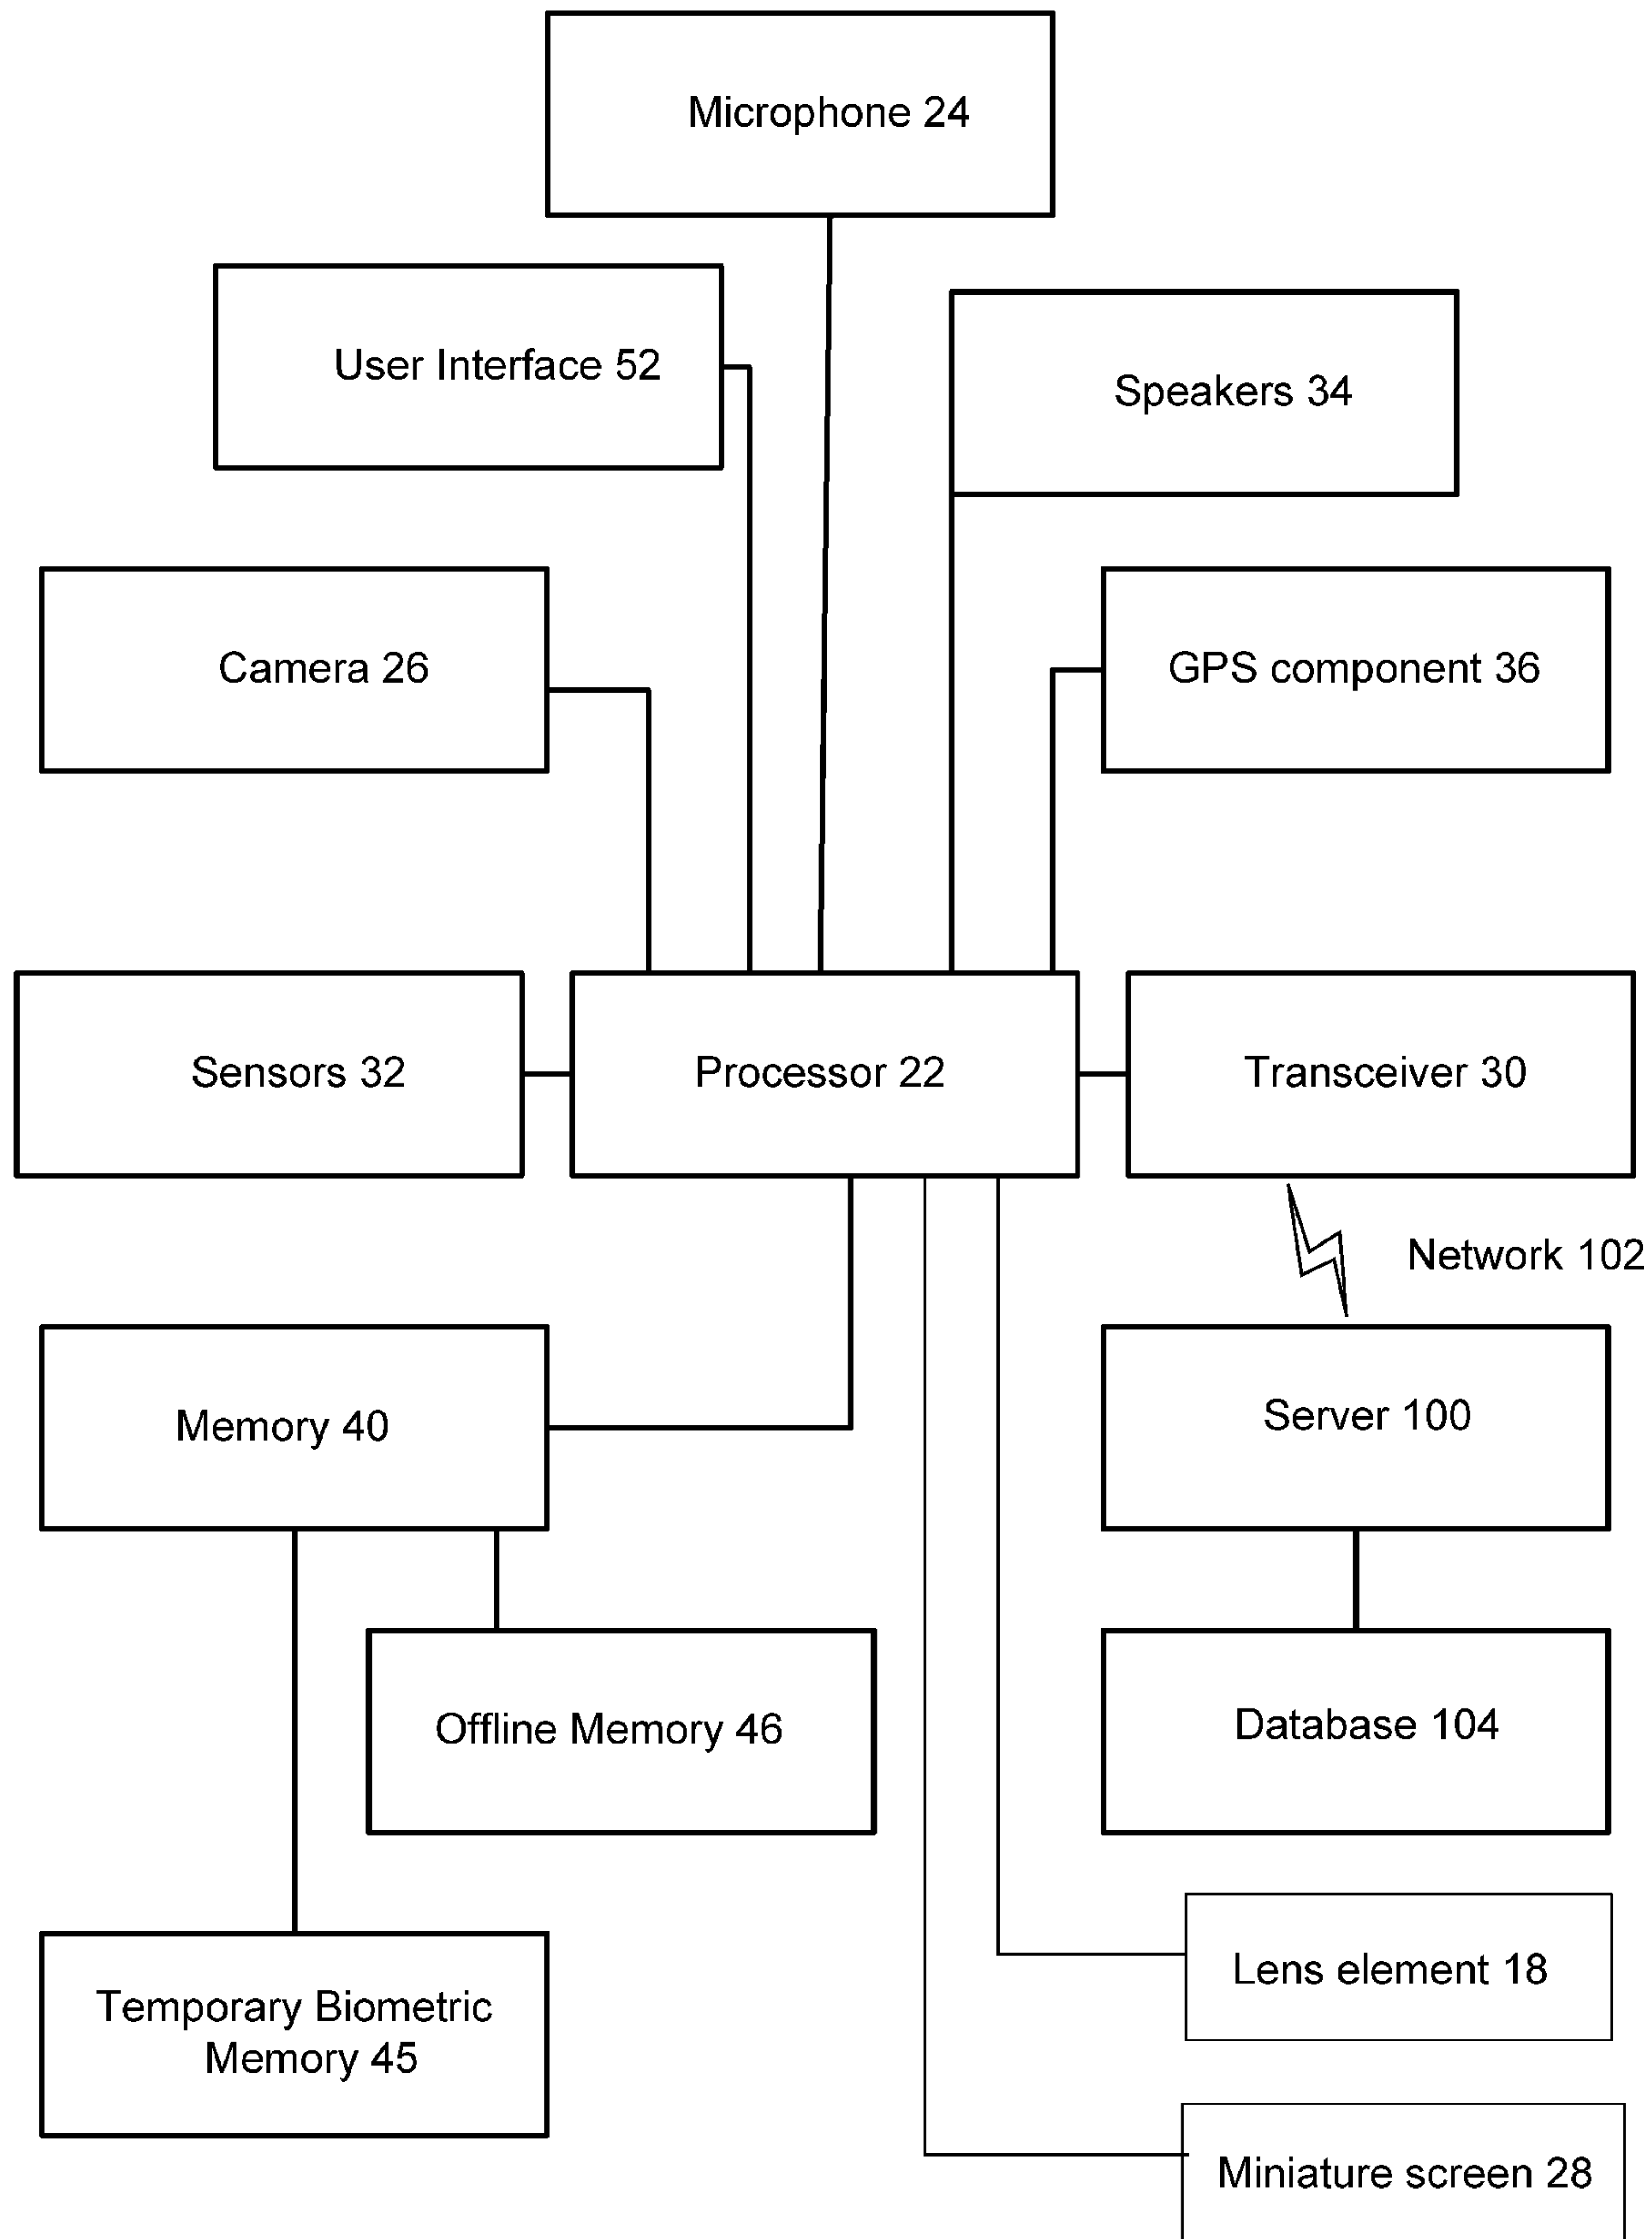 Microphone 24
User Interface 52
Speakers 34
Camera 26
GPS component 36
Sensors 32
Processor 22
Transceiver 30
Network 102
Memory 40
Server 100
Offline Memory 46
Database 104
Lens element 18
Temporary Biometric
Memory 45
Miniature screen 28